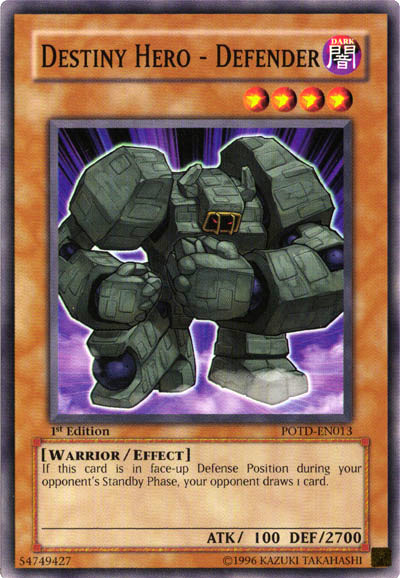 Destiny Hero - Defender
DARK
闇
1st Edition
POTD-EN013
[Warrior/Effect]
If this card is in face-up Defense Position during your
opponent's Standby Phase, your opponent draws 1 card.
ATK/ 100 DEF/2700
54749427
©1996 KAZUKI TAKAHASHI